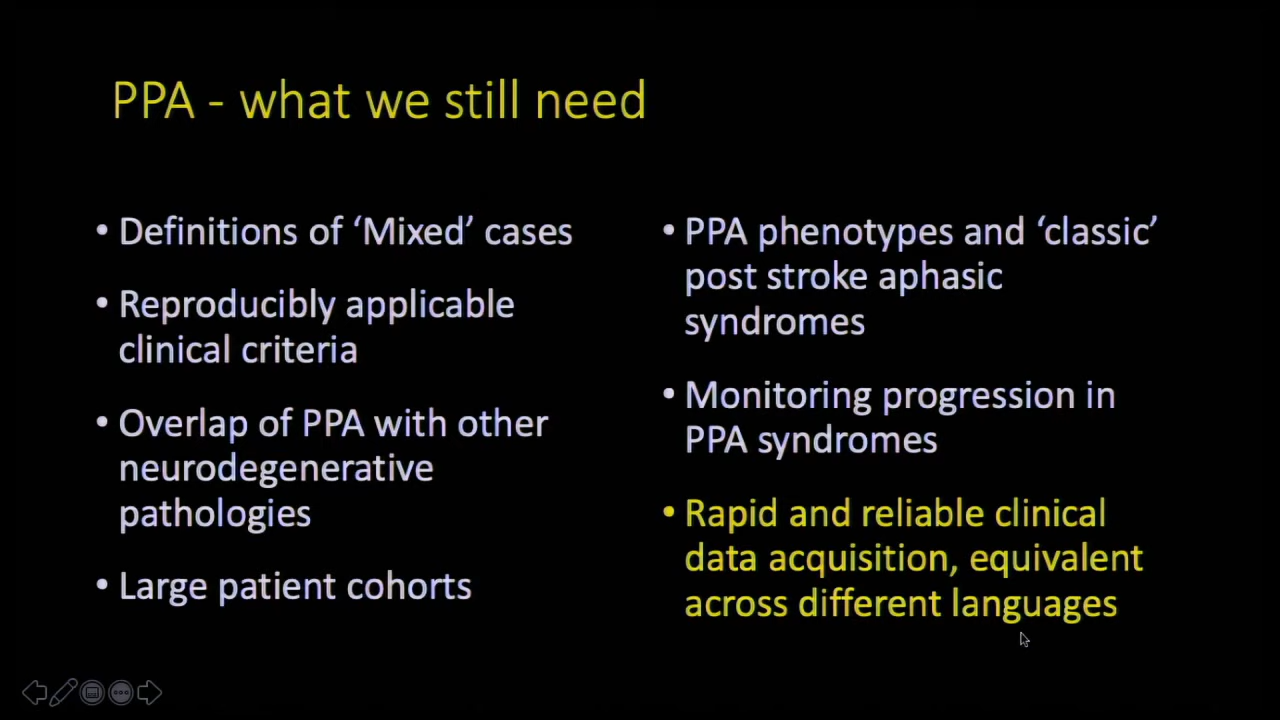 PPA - what we still need
• Definitions of ‘Mixed’ cases
• Reproducibly applicable
clinical criteria
• Overlap of PPA with other
neurodegenerative
pathologies
• Large patient cohorts
• PPA phenotypes and ‘classic’
post stroke aphasic
syndromes
• Monitoring progression in
PPA syndromes
• Rapid and reliable clinical
data acquisition, equivalent
across different languages